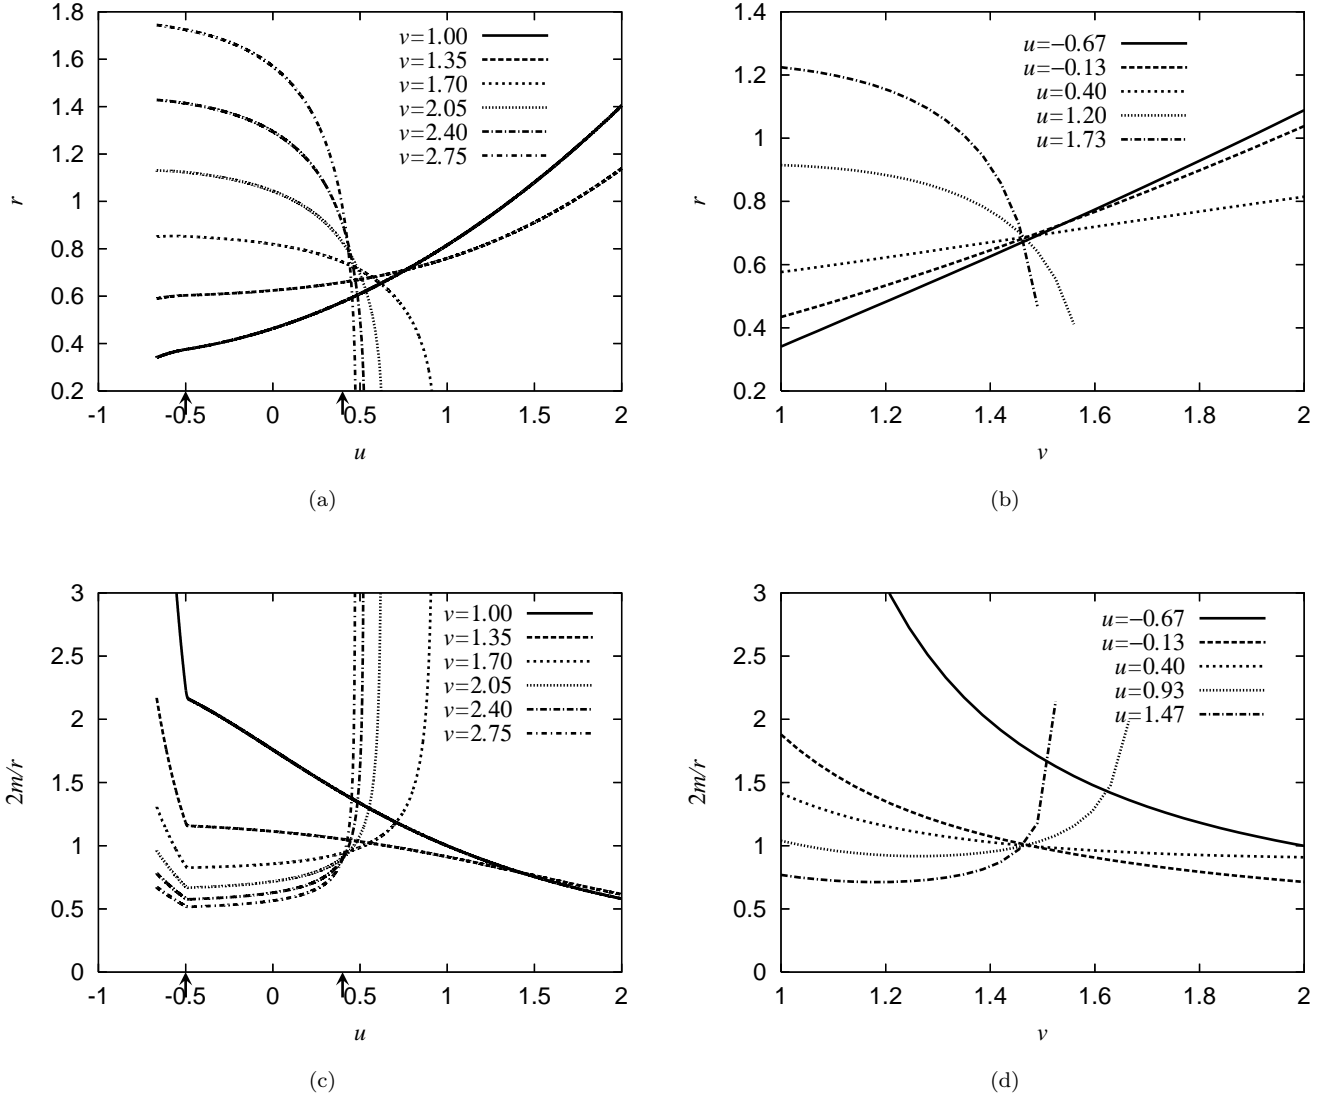 1.8
1.6
1.4
1.2
1
0.8
0.6
0.4
0.2
r
v=1.00
v=1.35
v=1.70
v=2.05
v=2.40
v=2.75
-1 -0.5 0 0.5 1 1.5 2
u
(a)
1.4
1.2
1
0.8
0.6
0.4
0.2
r
u=−0.67
u=−0.13
u=0.40
u=1.20
u=1.73
1 1.2 1.4 1.6 1.8 2
v
(b)
3
2.5
2
1.5
1
0.5
0
2m/r
v=1.00
v=1.35
v=1.70
v=2.05
v=2.40
v=2.75
-1 -0.5 0 0.5 1 1.5 2
u
(c)
3
2.5
2
1.5
1
0.5
0
2m/r
u=−0.67
u=−0.13
u=0.40
u=0.93
u=1.47
1 1.2 1.4 1.6 1.8 2
v
(d)